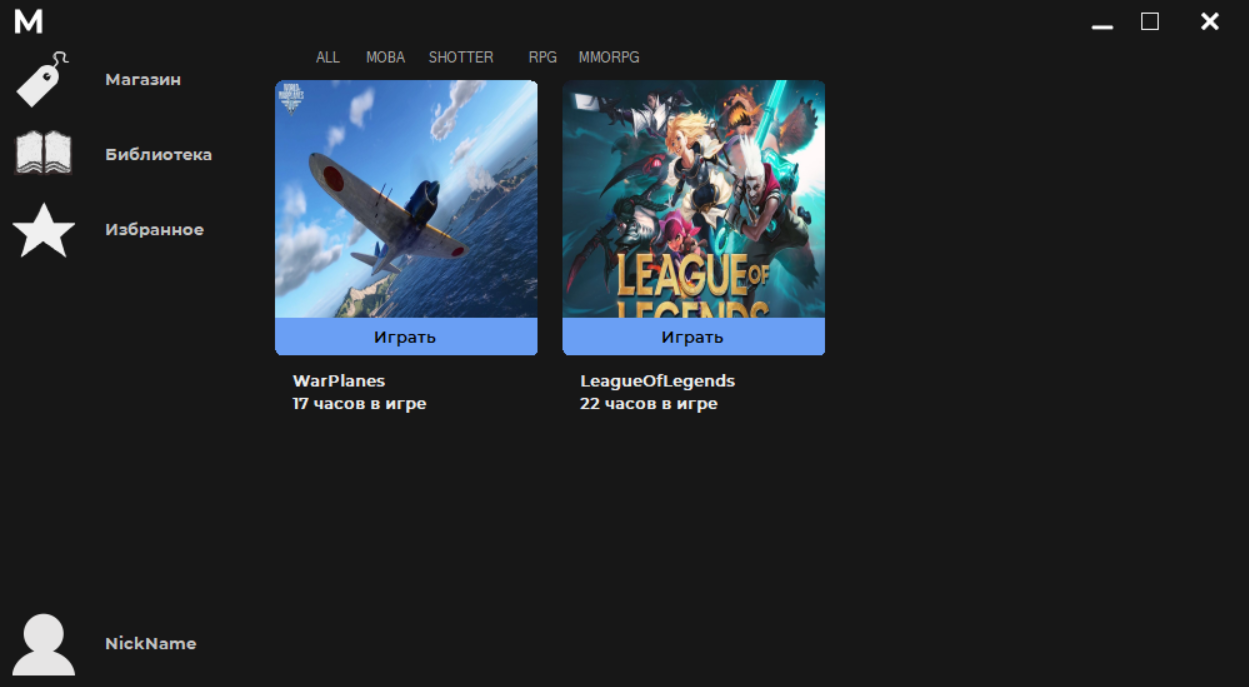 M
ALL MOBA SHOTTER RPG MMORPG
Магазин
Библиотека
Избранное
LEAGUE OF
LEGENDS
Играть Играть
WarPlanes LeagueOfLegends
17 часов в игре 22 часов в игре
NickName